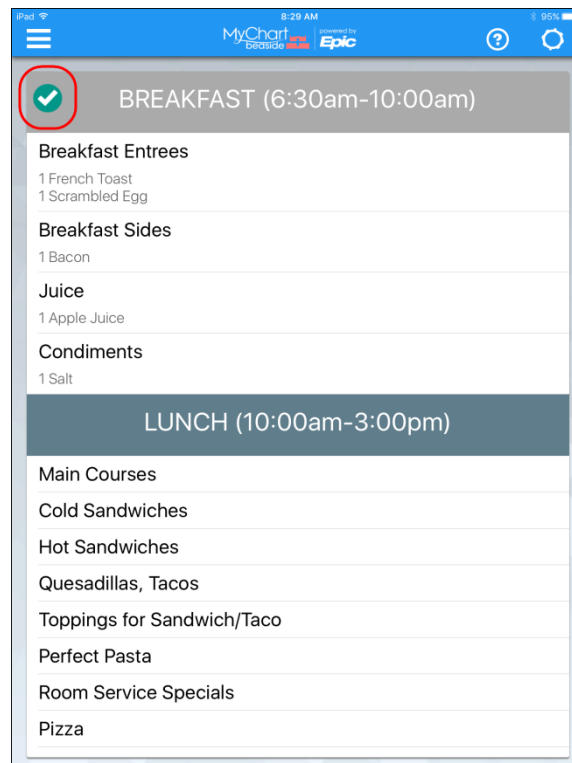 iPad 8:29 AM 95%
MyChart powered by
bedside Epic
?
BREAKFAST (6:30am-10:00am)
Breakfast Entrees
1 French Toast
1 Scrambled Egg
Breakfast Sides
1 Bacon
Juice
1 Apple Juice
Condiments
1 Salt
LUNCH (10:00am-3:00pm)
Main Courses
Cold Sandwiches
Hot Sandwiches
Quesadillas, Tacos
Toppings for Sandwich/Taco
Perfect Pasta
Room Service Specials
Pizza